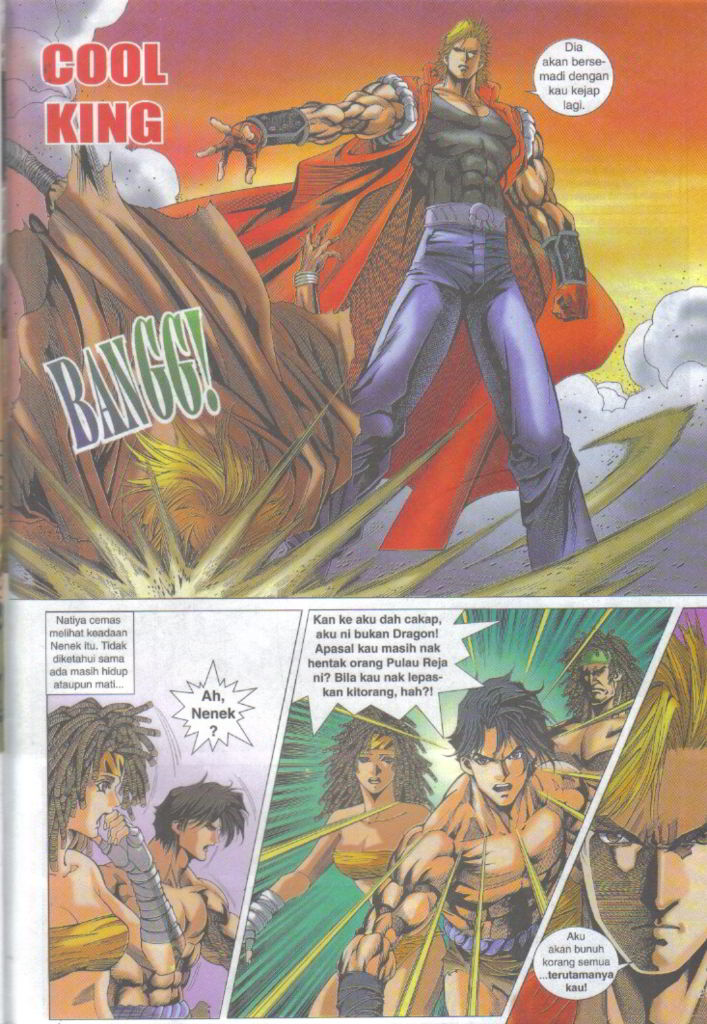 COOL
KING
Dia
akan berse-
madi dengan
kau kejap
lagi.
BANGG!
Natiya cemas
melihat keadaan
Nenek itu. Tidak
diketahui sama
ada masih hidup
ataupun mati...
Ah,
Nenek
?
Kan ke aku dah cakap,
aku ni bukan Dragon!
Apasal kau masih nak
hentak orang Pulau Reja
ni? Bila kau nak lepas-
kan kitorang, hah?!
Aku
akan bunuh
korang semua
...terutamanya
kau!